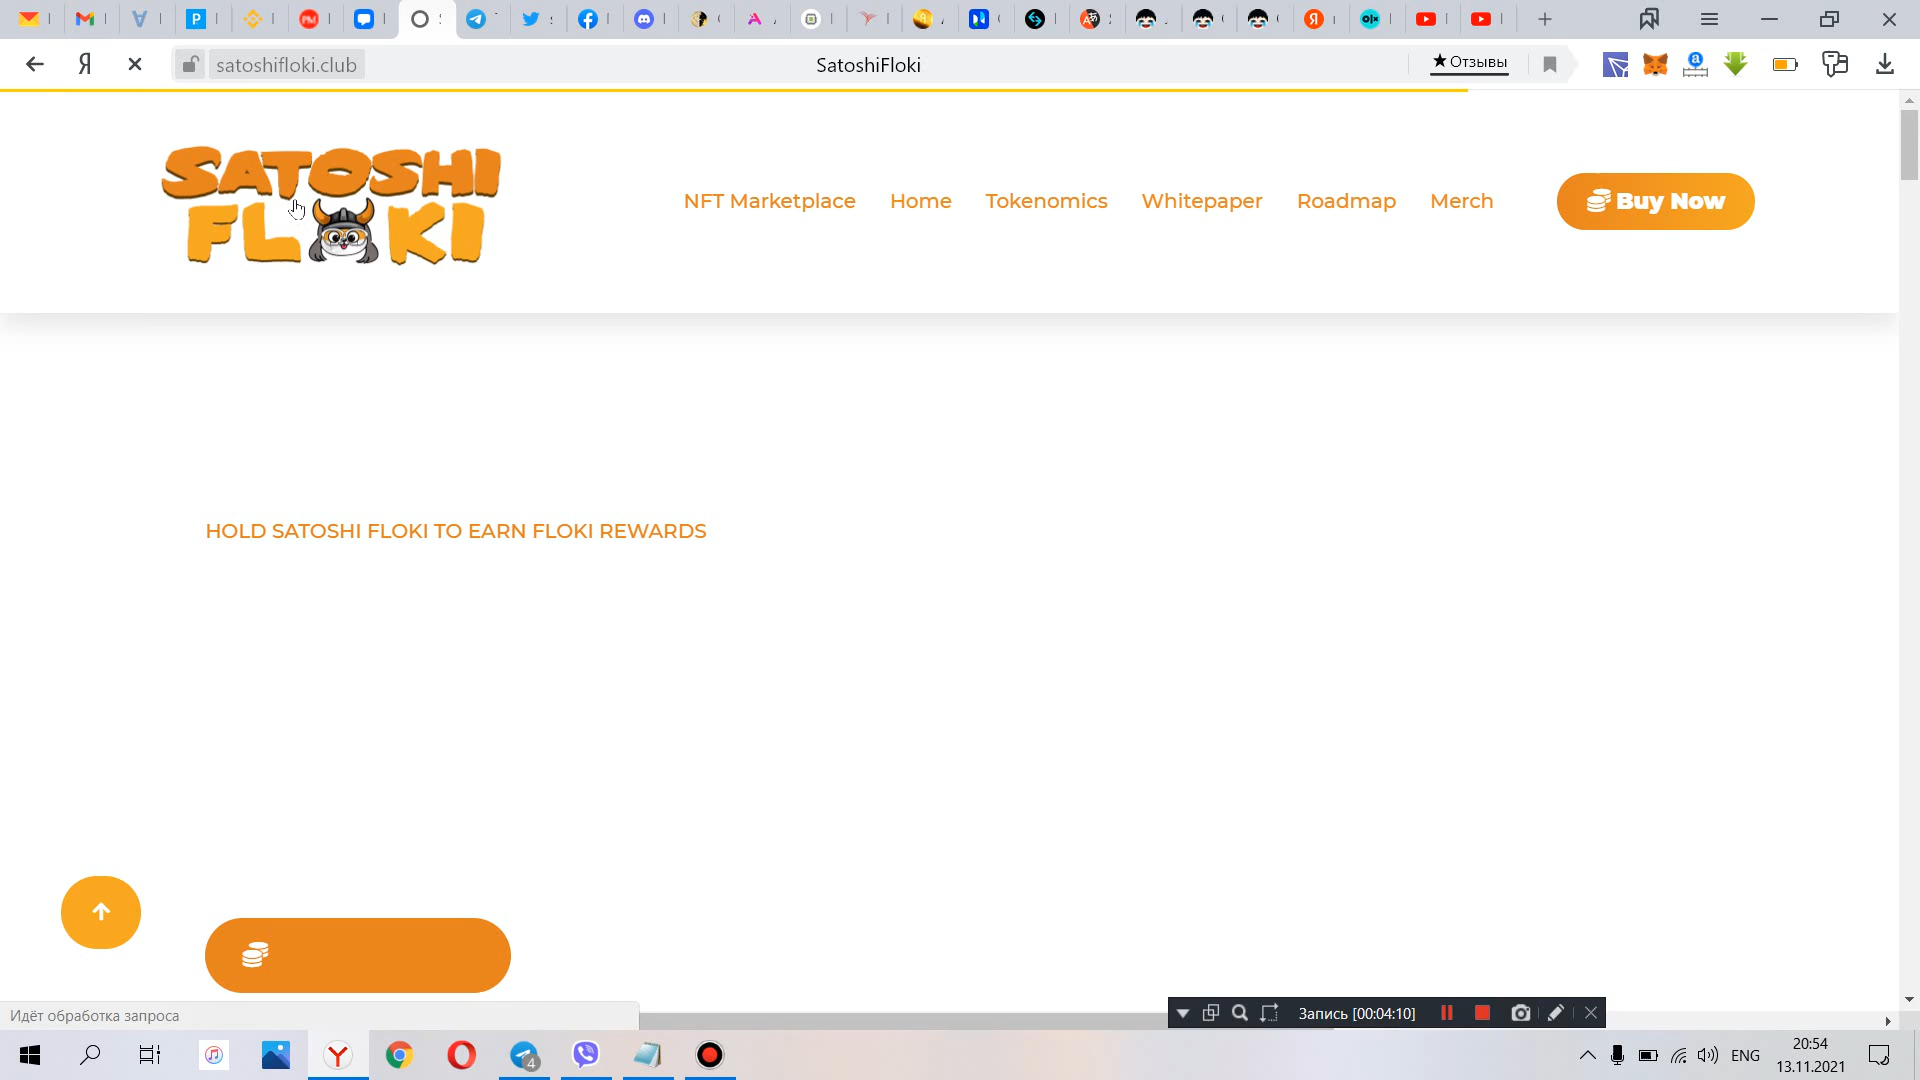 satoshifloki.club
SatoshiFloki
★Отзывы
SATOSHI
FLOKI
NFT Marketplace
Home
Tokenomics
Whitepaper
Roadmap
Merch
Buy Now
HOLD SATOSHI FLOKI TO EARN FLOKI REWARDS
Идёт обработка запроса
Запись [00:04:10]
4
ENG
20:54
13.11.2021